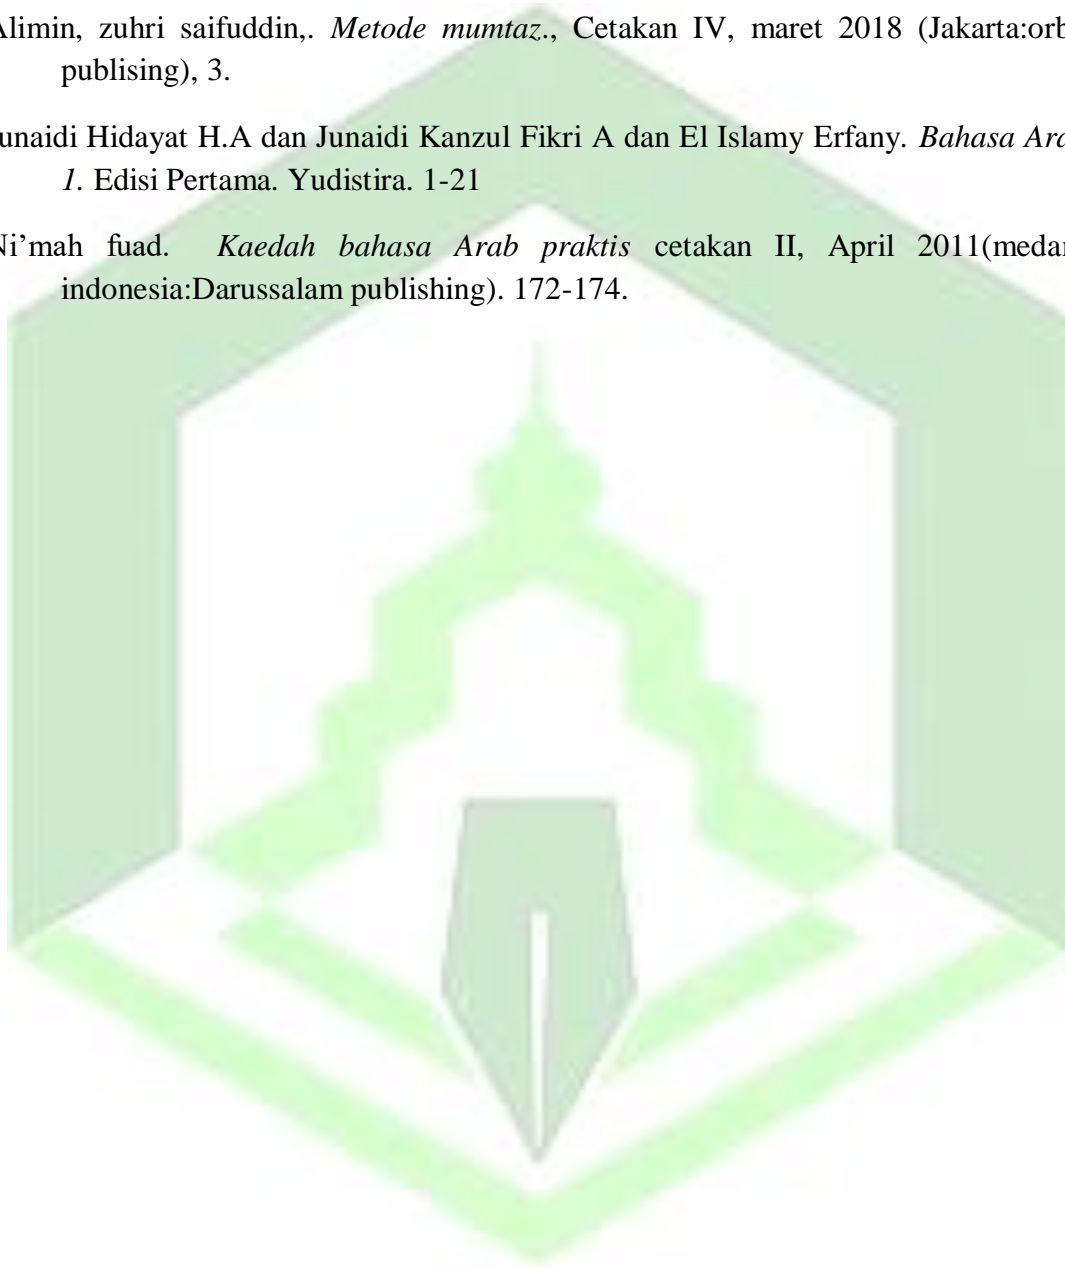 Alimin, zuhri saifuddin,. Metode mumtaz., Cetakan IV, maret 2018 (Jakarta:orb
publising), 3.
unaidi Hidayat H.A dan Junaidi Kanzul Fikri A dan El Islamy Erfany. Bahasa Ara
1. Edisi Pertama. Yudistira. 1-21
Ni’mah fuad. Kaedah bahasa Arab praktis cetakan II, April 2011(medan
indonesia:Darussalam publishing). 172-174.